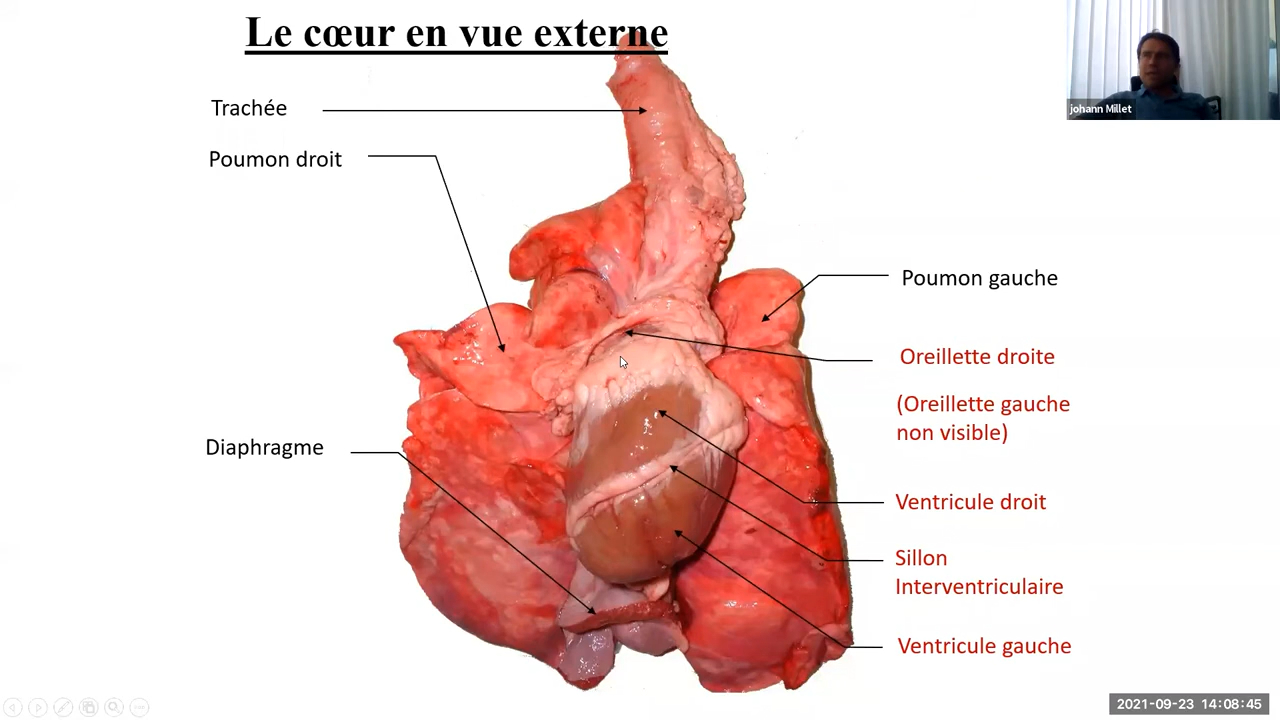 Le cœur en vue externe
johann Millet
Trachée
Poumon droit
Poumon gauche
Oreillette droite
(Oreillette gauche
non visible)
Diaphragme
Ventricule droit
Sillon
Interventriculaire
Ventricule gauche
2021-09-23 14:08:45